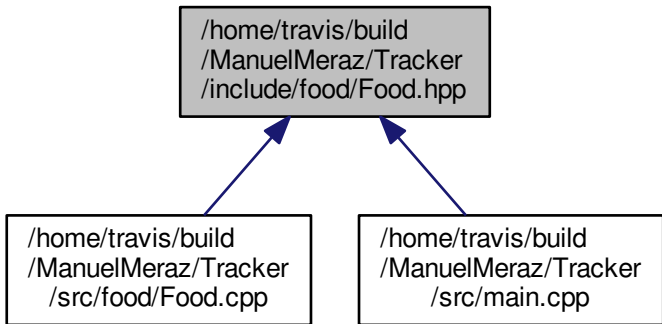 /home/travis/build
/ManuelMeraz/Tracker
/include/food/Food.hpp
/home/travis/build
/ManuelMeraz/Tracker
/src/food/Food.cpp
/home/travis/build
/ManuelMeraz/Tracker
/src/main.cpp